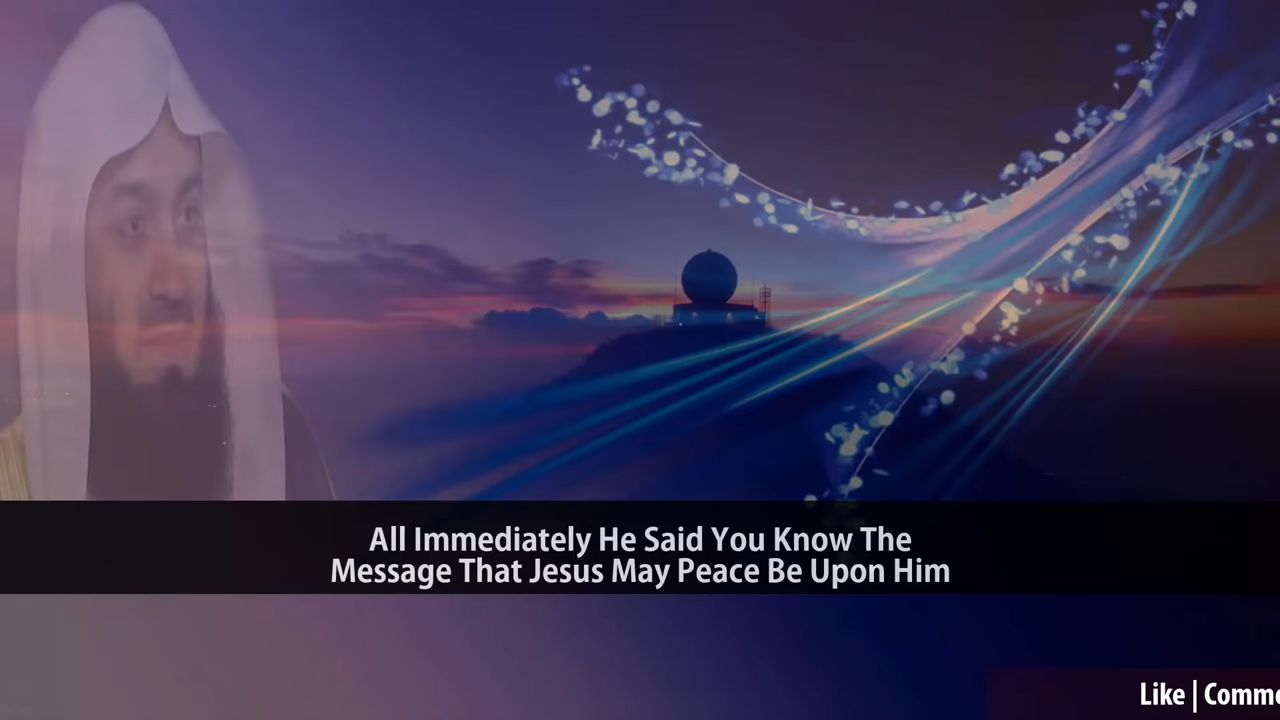 All Immediately He Said You Know The
Message That Jesus May Peace Be Upon Him
Like | Comme